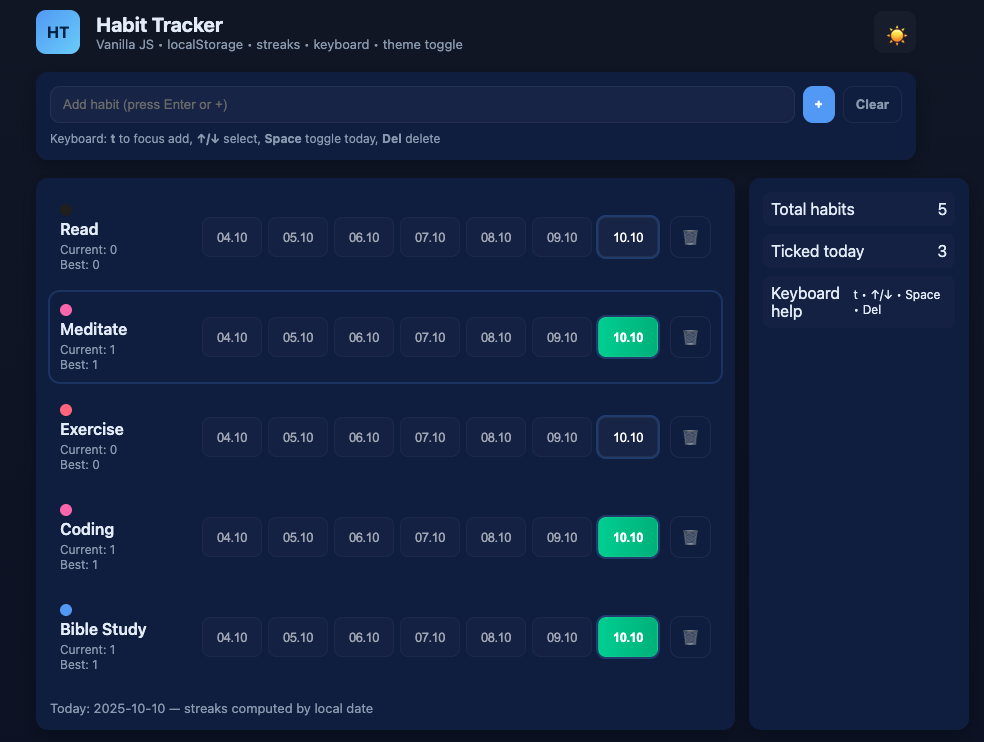 HT
Habit Tracker
Vanilla JS • localStorage • streaks • keyboard • theme toggle
Add habit (press Enter or +)
+
Clear
Keyboard: t to focus add, ↑/↓ select, Space toggle today, Del delete
Read
Current: 0
Best: 0
04.10 05.10 06.10 07.10 08.10 09.10 10.10
Meditate
Current: 1
Best: 1
04.10 05.10 06.10 07.10 08.10 09.10 10.10
Exercise
Current: 0
Best: 0
04.10 05.10 06.10 07.10 08.10 09.10 10.10
Coding
Current: 1
Best: 1
04.10 05.10 06.10 07.10 08.10 09.10 10.10
Bible Study
Current: 1
Best: 1
04.10 05.10 06.10 07.10 08.10 09.10 10.10
Today: 2025-10-10 — streaks computed by local date
Total habits 5
Ticked today 3
Keyboard
help
t • ↑/↓ • Space
• Del